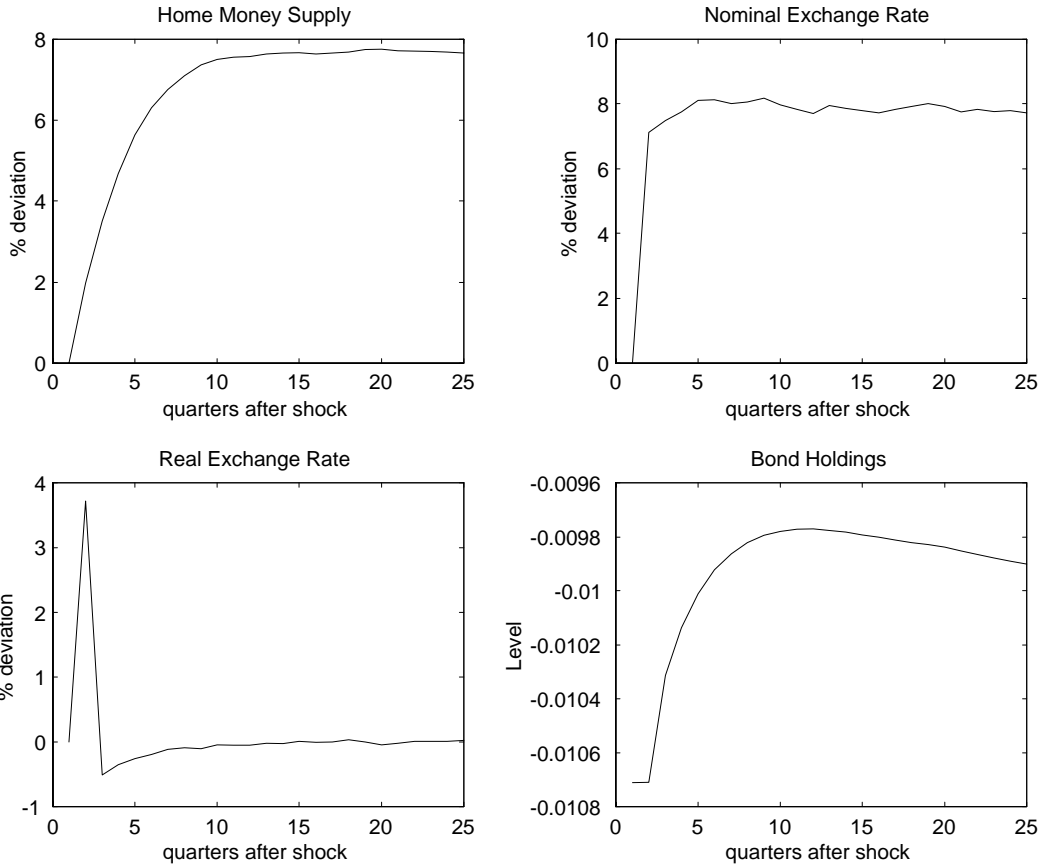 Home Money Supply
8
6
4
2
0
% deviation
0 5 10 15 20 25
quarters after shock
Nominal Exchange Rate
10
8
6
4
2
0
% deviation
0 5 10 15 20 25
quarters after shock
Real Exchange Rate
4
3
2
1
0
-1
% deviation
0 5 10 15 20 25
quarters after shock
Bond Holdings
-0.0096
-0.0098
-0.01
-0.0102
-0.0104
-0.0106
-0.0108
Level
0 5 10 15 20 25
quarters after shock